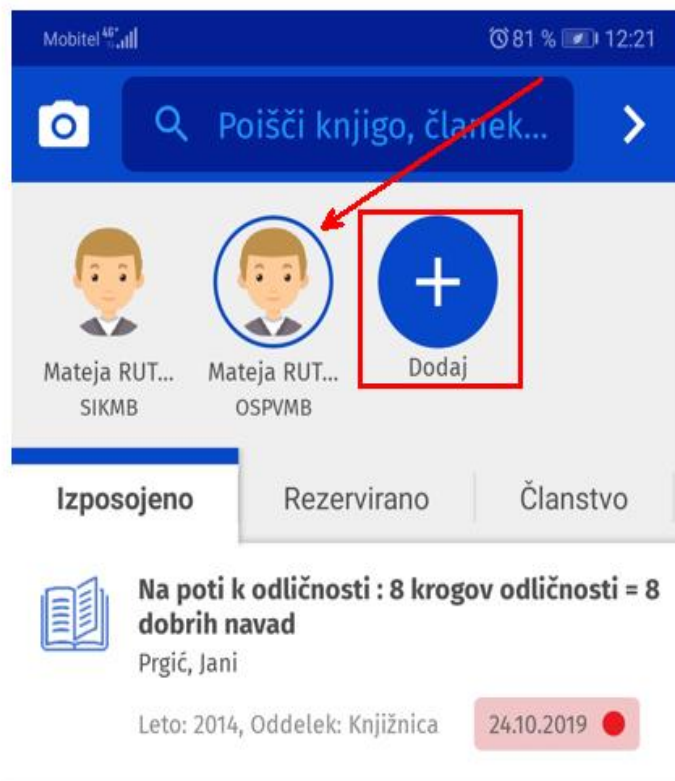 Mobitel 4G+ 81 % 12:21
Poišči knjigo, članek...
Mateja RUT... Mateja RUT... Dodaj
SIKMB OSPVMB
Izposojeno Rezervirano Članstvo
Na poti k odličnosti : 8 krogov odličnosti = 8
dobrih navad
Prgić, Jani
Leto: 2014, Oddelek: Knjižnica 24.10.2019